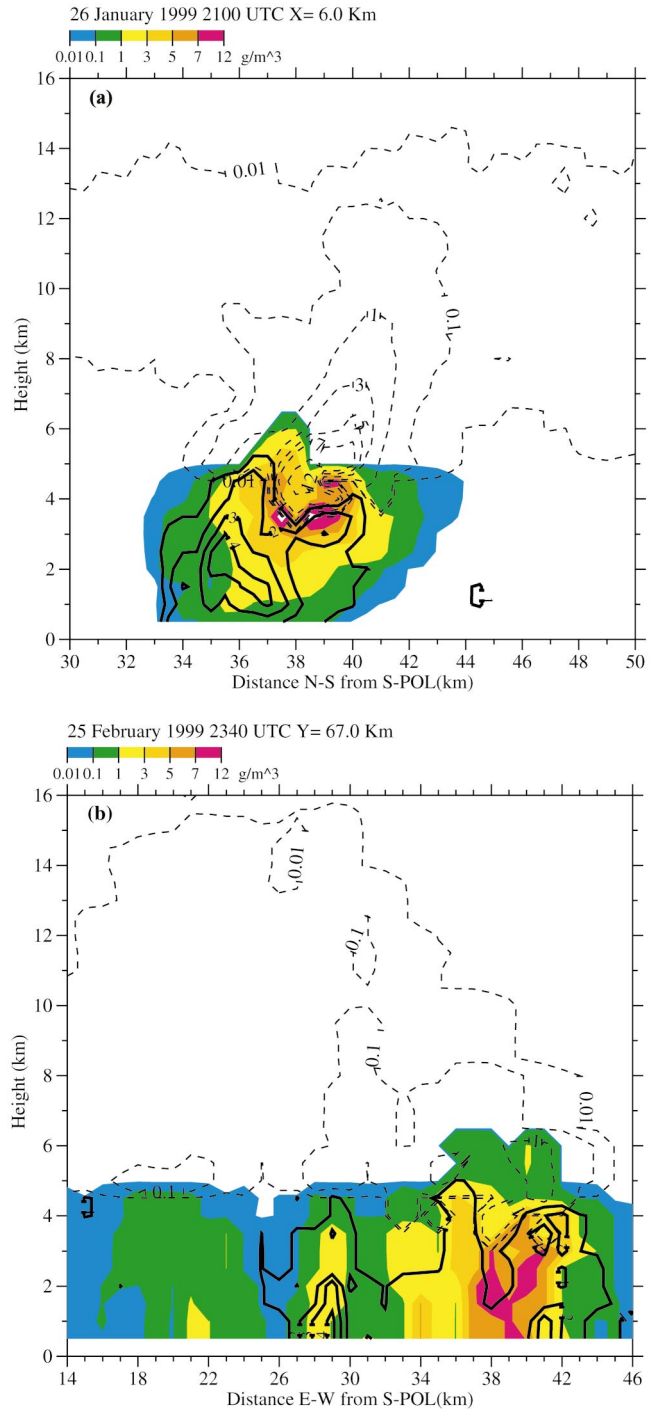 26 January 1999 2100 UTC X= 6.0 Km
0.01 0.1 1 3 5 7 12 g/m^3
(a)
16
14
0.01
12
10
1
0.1
8
Height (km)
3
6
0.01
4
3
2
2
0
30 32 34 36 38 40 42 44 46 48 50
Distance N-S from S-POL(km)
25 February 1999 2340 UTC Y= 67.0 Km
0.01 0.1 1 3 5 7 12 g/m^3
16
(b)
14
0.01
12
0.1
10
Height (km)
8
0.1
0.01
6
1
0.1
4
2
0
14 18 22 26 30 34 38 42 46
Distance E-W from S-POL(km)